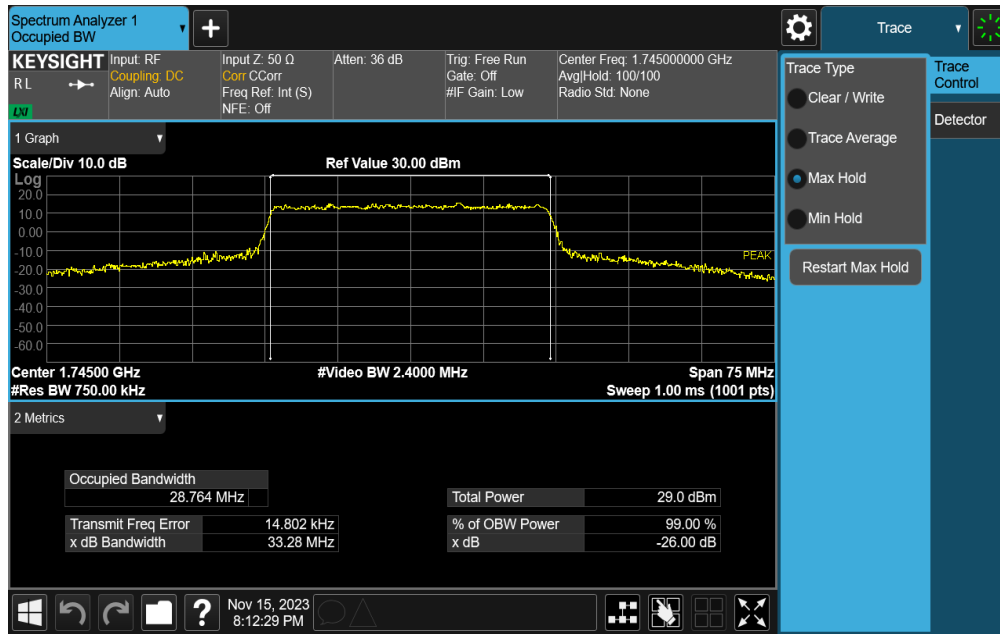 Spectrum Analyzer 1
Occupied BW
+
Trace
KEYSIGHT
RL
LXI
Input: RF
Coupling: DC
Align: Auto
Input Z: 50 Ω
Corr CCorr
Freq Ref: Int (S)
NFE: Off
Atten: 36 dB
Trig: Free Run
Gate: Off
#IF Gain: Low
Center Freq: 1.745000000 GHz
Avg|Hold: 100/100
Radio Std: None
Trace Type
Clear / Write
Trace Average
Max Hold
Min Hold
Restart Max Hold
Trace
Control
Detector
1 Graph
Scale/Div 10.0 dB
Ref Value 30.00 dBm
Log
20.0
10.0
0.00
-10.0
-20.0
-30.0
-40.0
-50.0
-60.0
PEAK
Center 1.74500 GHz
#Video BW 2.4000 MHz
Span 75 MHz
#Res BW 750.00 kHz
Sweep 1.00 ms (1001 pts)
2 Metrics
Occupied Bandwidth
28.764 MHz
Total Power 29.0 dBm
Transmit Freq Error 14.802 kHz
% of OBW Power 99.00 %
x dB Bandwidth 33.28 MHz
x dB -26.00 dB
?
Nov 15, 2023
8:12:29 PM